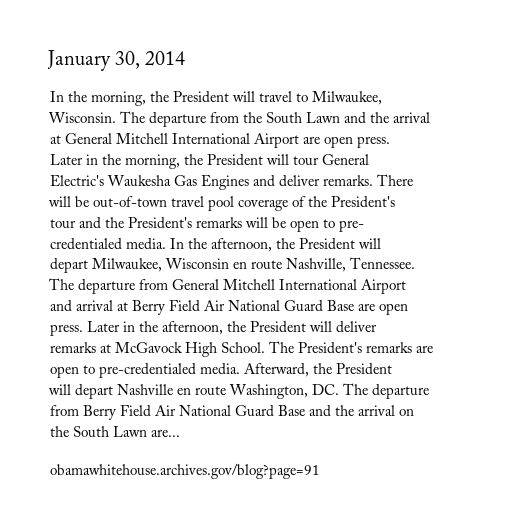 January 30, 2014
In the morning, the President will travel to Milwaukee,
Wisconsin. The departure from the South Lawn and the arrival
at General Mitchell International Airport are open press.
Later in the morning, the President will tour General
Electric's Waukesha Gas Engines and deliver remarks. There
will be out-of-town travel pool coverage of the President's
tour and the President's remarks will be open to pre-
credentialed media. In the afternoon, the President will
depart Milwaukee, Wisconsin en route Nashville, Tennessee.
The departure from General Mitchell International Airport
and arrival at Berry Field Air National Guard Base are open
press. Later in the afternoon, the President will deliver
remarks at McGavock High School. The President's remarks are
open to pre-credentialed media. Afterward, the President
will depart Nashville en route Washington, DC. The departure
from Berry Field Air National Guard Base and the arrival on
the South Lawn are...
obamawhitehouse.archives.gov/blog?page=91